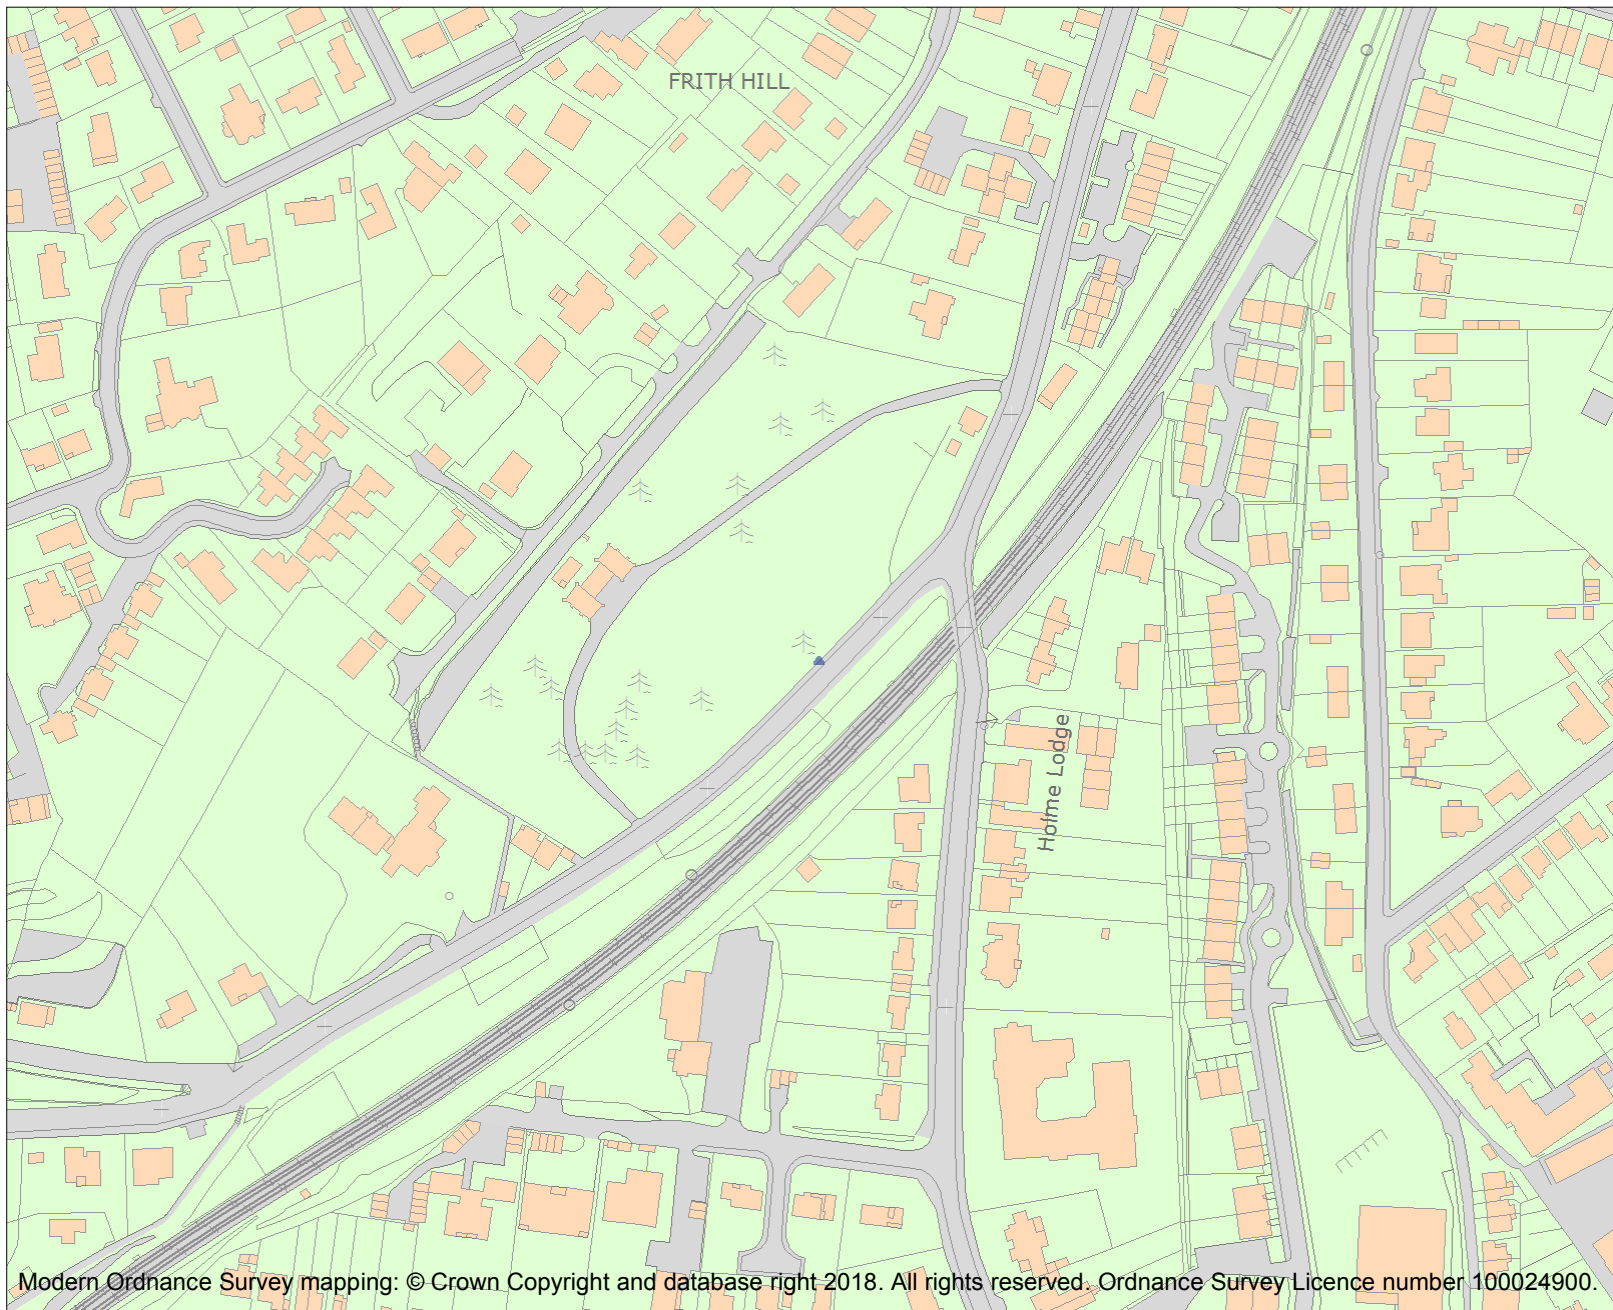 FRITH HILL
Holme Lodge
Modern Ordnance Survey mapping: © Crown Copyright and database right 2018. All rights reserved. Ordnance Survey Licence number 100024900.